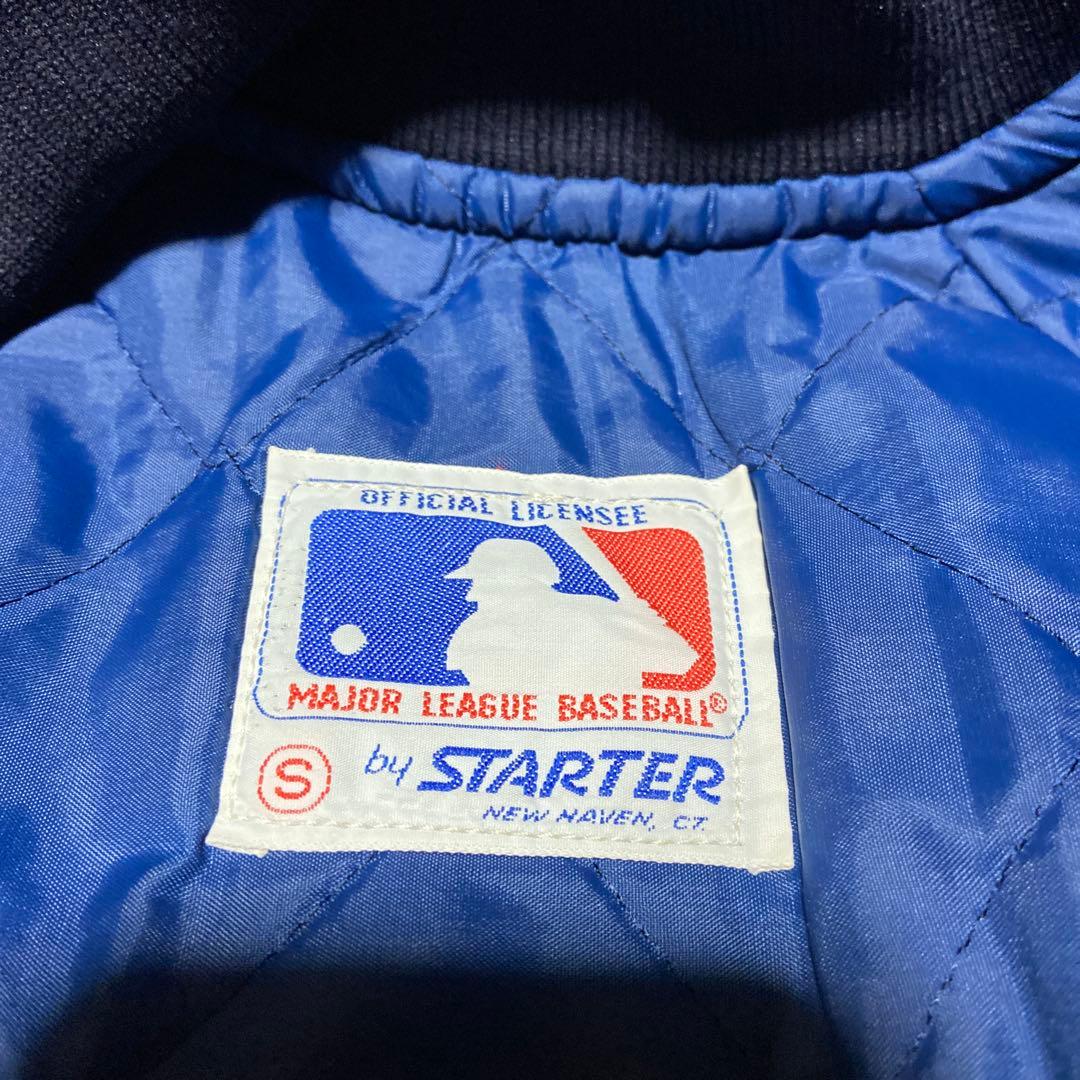 OFFICIAL LICENSEE
MAJOR LEAGUE BASEBALL®
S by STARTER
NEW HAVEN, CT.